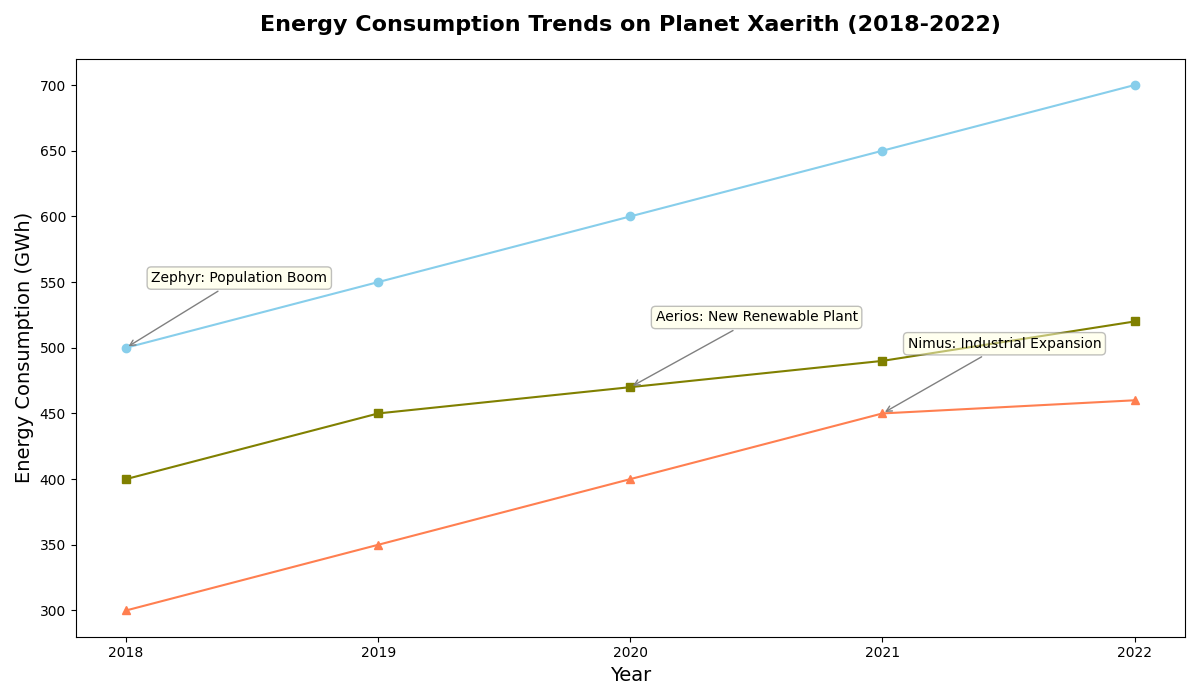 Energy Consumption Trends on Planet Xaerith (2018-2022)
Energy Consumption (GWh)
700
650
600
550
500
450
400
350
300
Zephyr: Population Boom
Aerios: New Renewable Plant
Nimus: Industrial Expansion
2018
2019
2020
2021
2022
Year